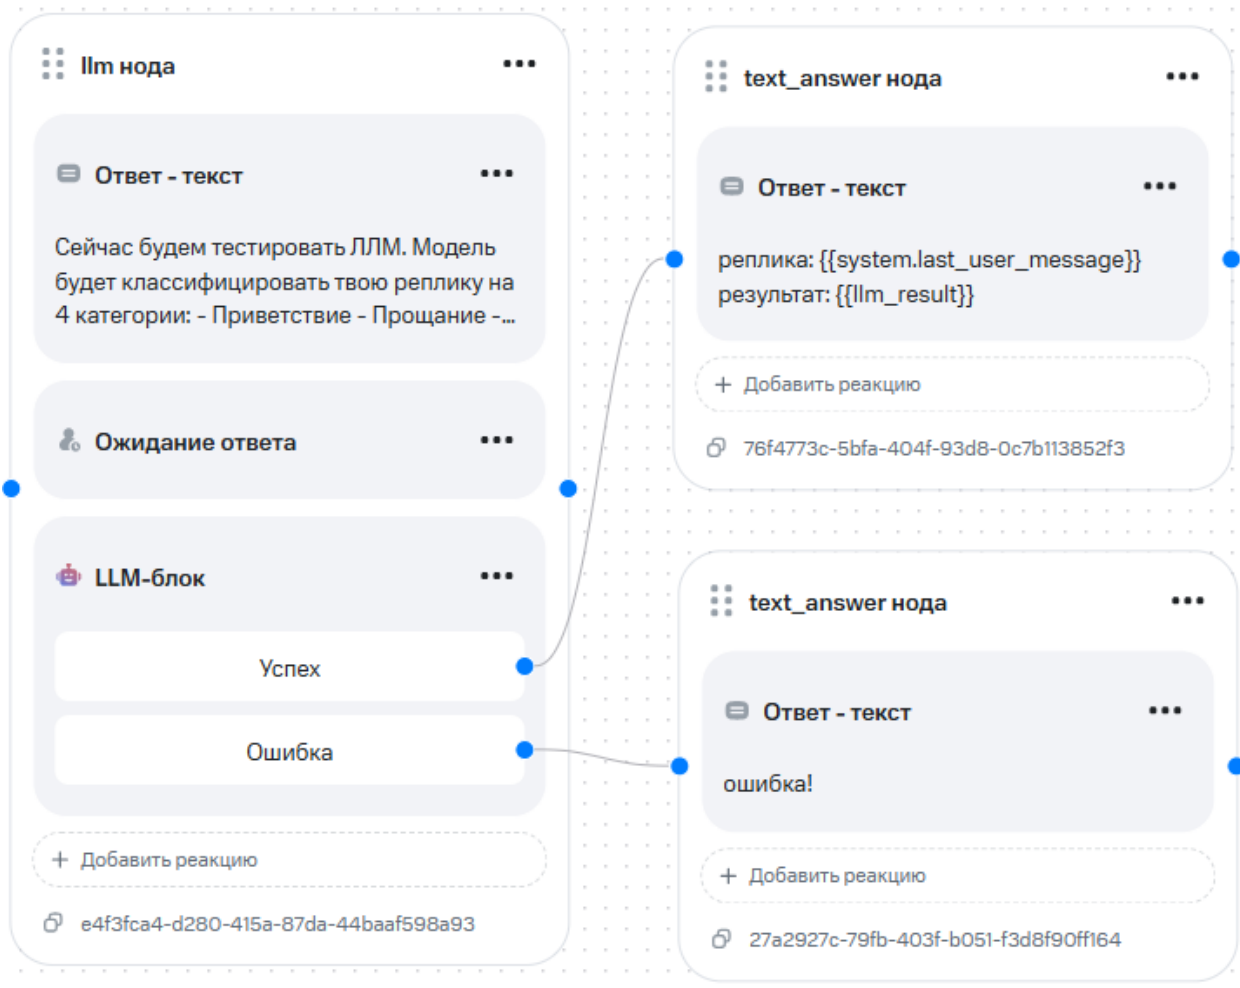 llm нода
Ответ - текст
Сейчас будем тестировать ЛЛМ. Модель
будет классифицировать твою реплику на
4 категории: - Приветствие - Прощание -...
Ожидание ответа
LLM-блок
Успех
Ошибка
+ Добавить реакцию
e4f3fca4-d280-415a-87da-44baaf598a93
text_answer нода
Ответ - текст
реплика: {{system.last_user_message}}
результат: {{llm_result}}
+ Добавить реакцию
76f4773c-5bfa-404f-93d8-0c7b113852f3
text_answer нода
Ответ - текст
ошибка!
+ Добавить реакцию
27a2927c-79fb-403f-b051-f3d8f90ff164